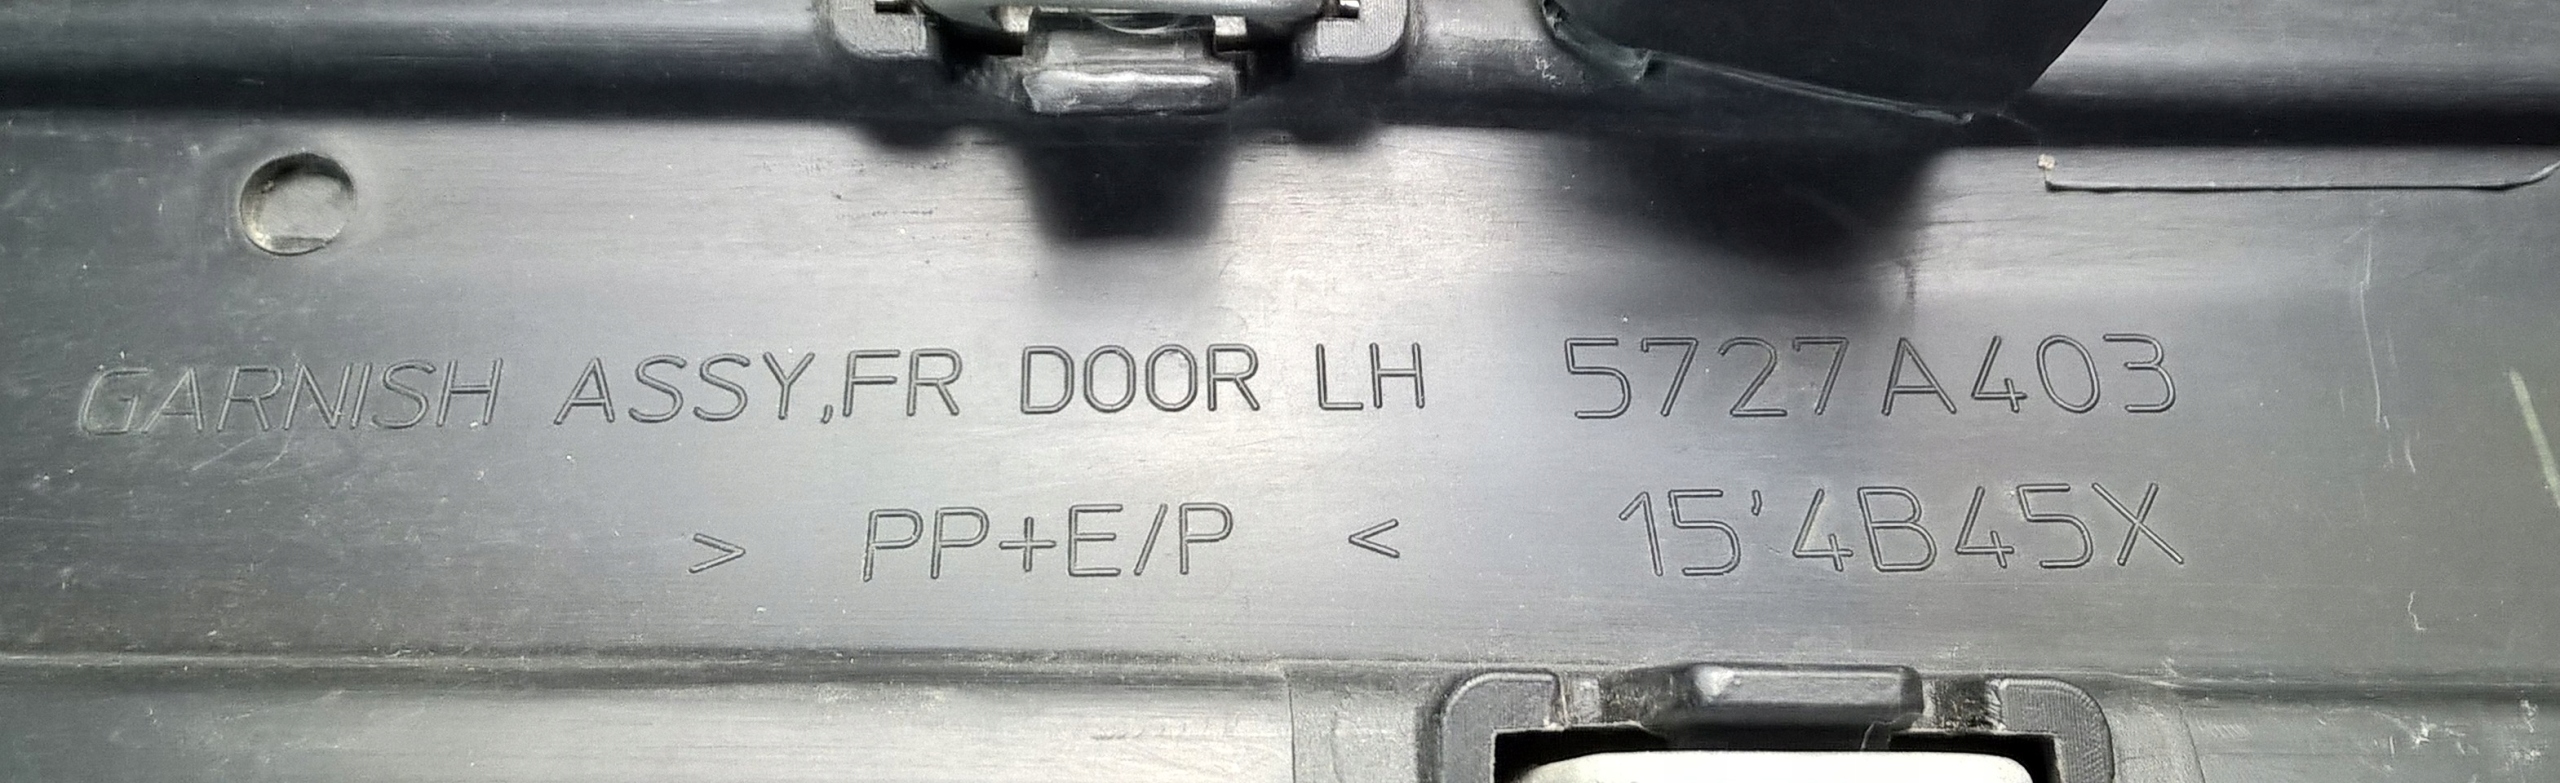 GARNISH ASSY,FR DOOR LH 5727A403
> PP+E/P < 15'4B45X